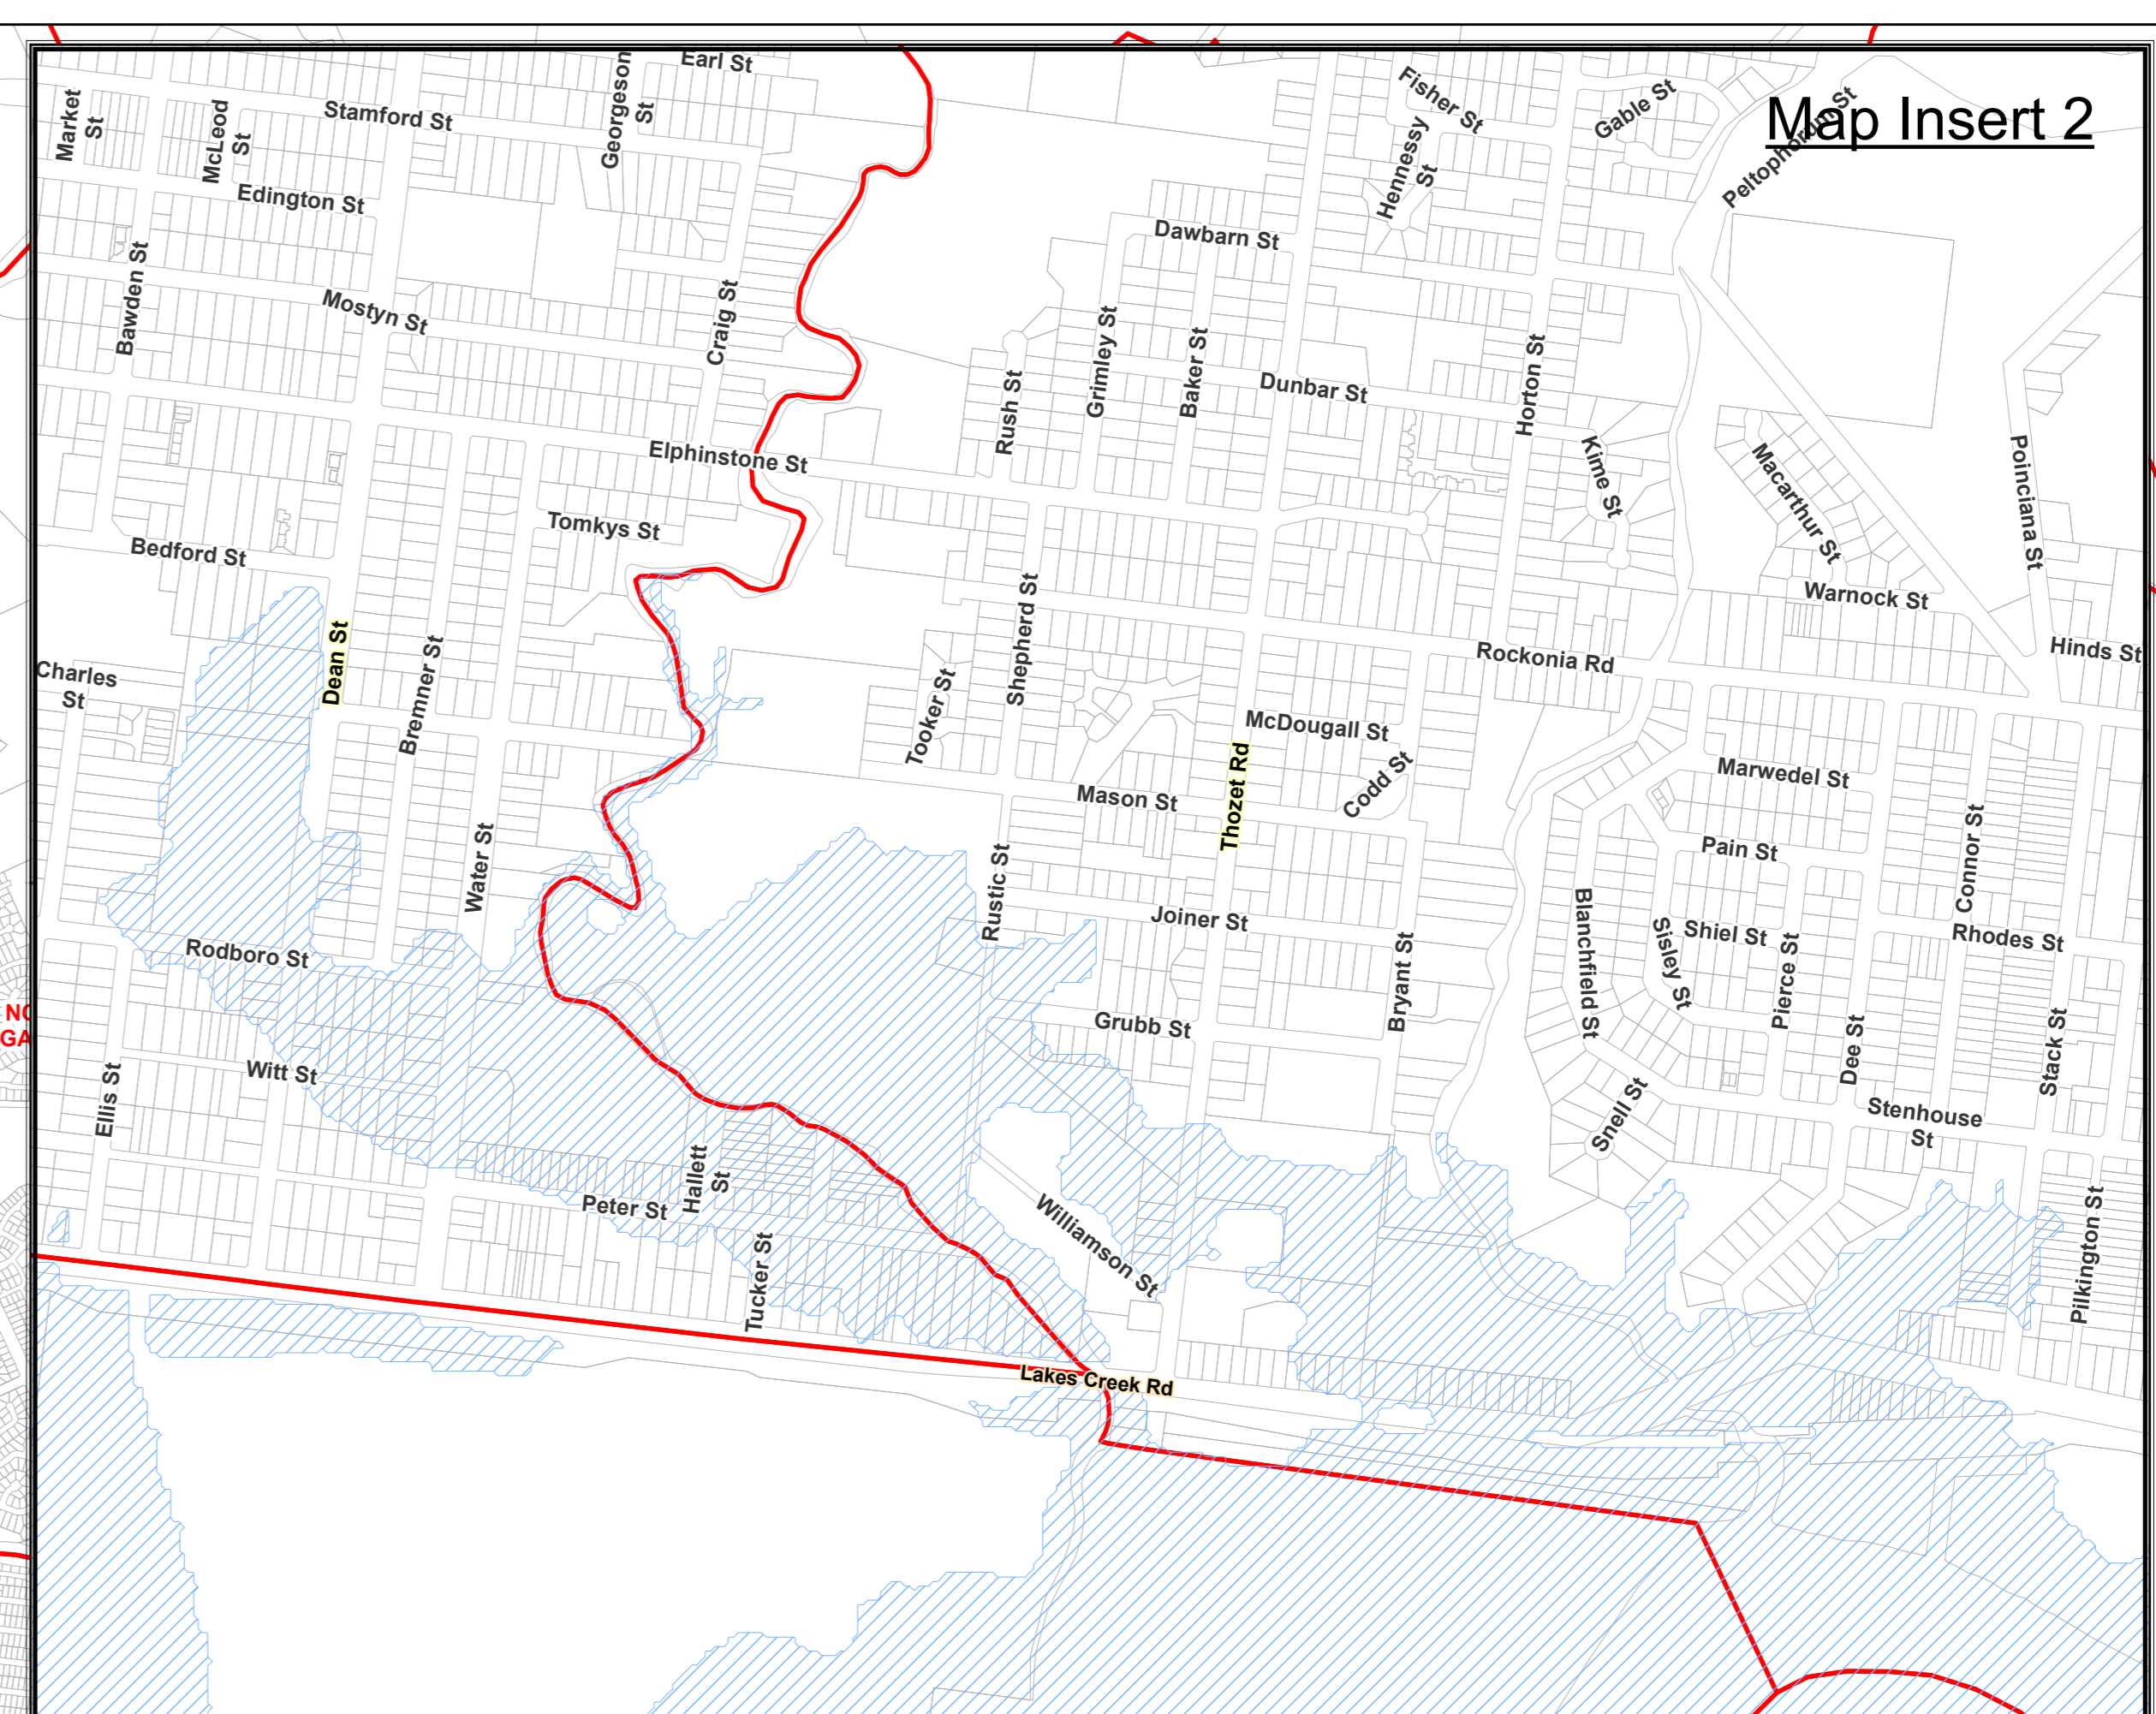 Map Insert 2
Earl St
Georgeson
St
Market
St
McLeod
St
Stamford St
Edington St
Fisher St
Gable St
Hennessy
St
Peltophorum St
Dawbarn St
Bawden St
Mostyn St
Craig St
Grimley St
Baker St
Dunbar St
Horton St
Rush St
Elphinstone St
Kime St
Macarthur St
Poinciana St
Tomkys St
Bedford St
Warnock St
Shepherd St
Dean St
Bremner St
Rockonia Rd
Hinds St
Charles
St
Tooker St
McDougall St
Thozet Rd
Codd St
Marwedel St
Mason St
Connor St
Pain St
Water St
Rustic St
Joiner St
Blanchfield St
Sisley St
Shiel St
Pierce St
Rhodes St
Rodboro St
Bryant St
NO
GA
Grubb St
Dee St
Stack St
Witt St
Ellis St
Snell St
Stenhouse
St
Hallett
St
Peter St
Williamson St
Pilkington St
Tucker St
Lakes Creek Rd